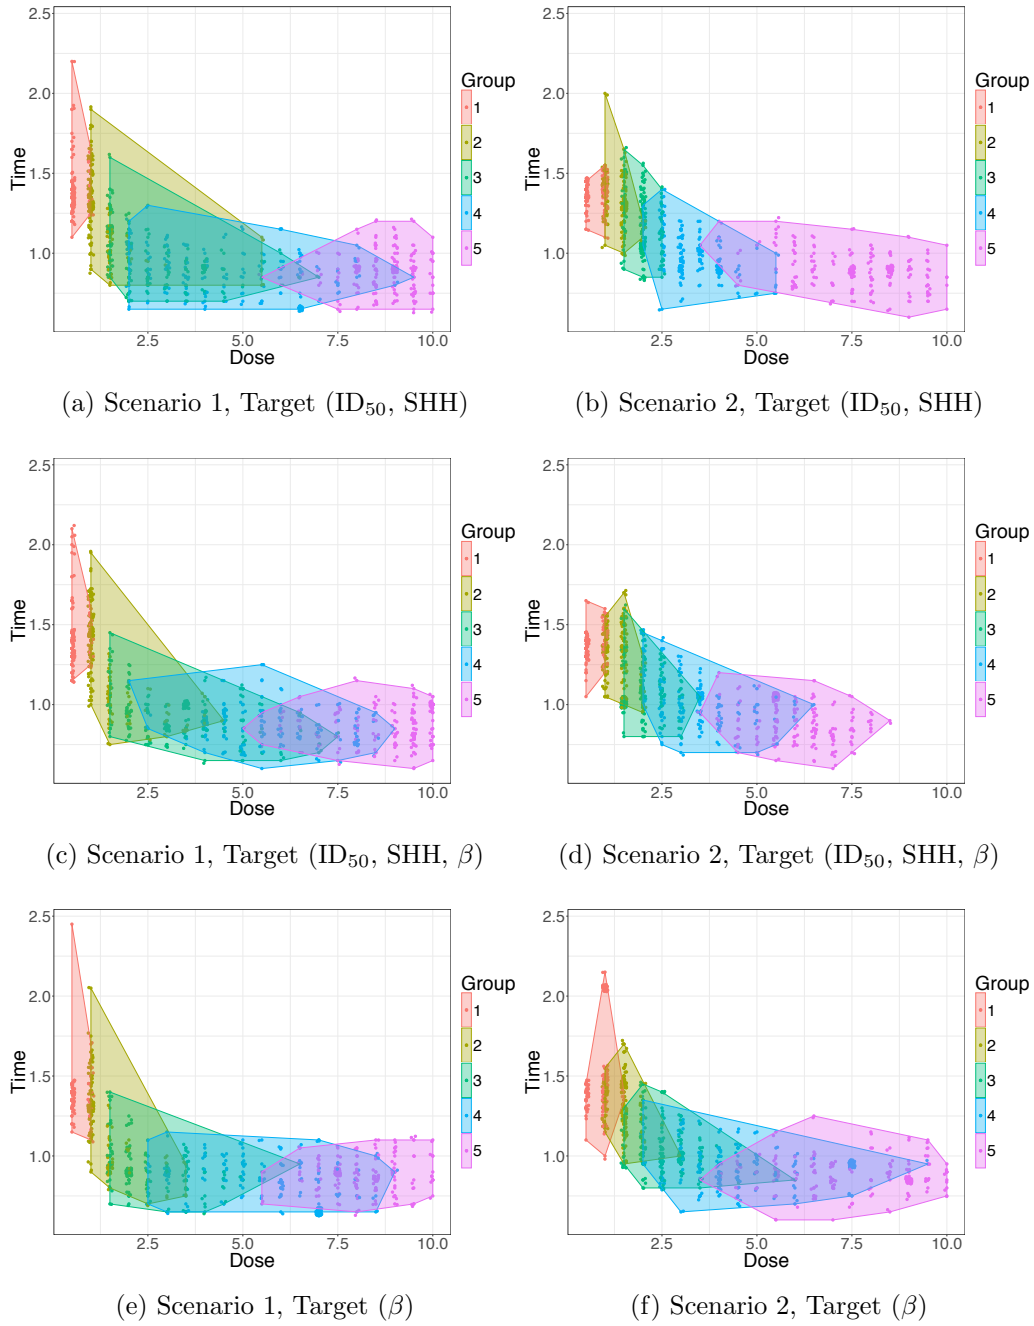 2.5
2.0
1.5
1.0
Time
2.5 5.0 7.5 10.0
Dose
Group
1
2
3
4
5
(a) Scenario 1, Target (ID₅₀, SHH)
2.5
2.0
1.5
1.0
Time
2.5 5.0 7.5 10.0
Dose
Group
1
2
3
4
5
(b) Scenario 2, Target (ID₅₀, SHH)
2.5
2.0
1.5
1.0
Time
2.5 5.0 7.5 10.0
Dose
Group
1
2
3
4
5
(c) Scenario 1, Target (ID₅₀, SHH, β)
2.5
2.0
1.5
1.0
Time
2.5 5.0 7.5 10.0
Dose
Group
1
2
3
4
5
(d) Scenario 2, Target (ID₅₀, SHH, β)
2.5
2.0
1.5
1.0
Time
2.5 5.0 7.5 10.0
Dose
Group
1
2
3
4
5
(e) Scenario 1, Target (β)
2.5
2.0
1.5
1.0
Time
2.5 5.0 7.5 10.0
Dose
Group
1
2
3
4
5
(f) Scenario 2, Target (β)